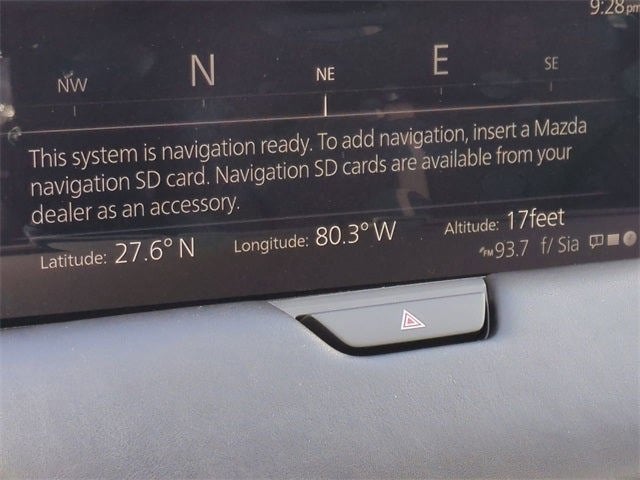 9:28pm
NW N NE E SE
This system is navigation ready. To add navigation, insert a Mazda
navigation SD card. Navigation SD cards are available from your
dealer as an accessory.
Latitude: 27.6° N Longitude: 80.3° W Altitude: 17feet
FM 93.7 f/ Sia